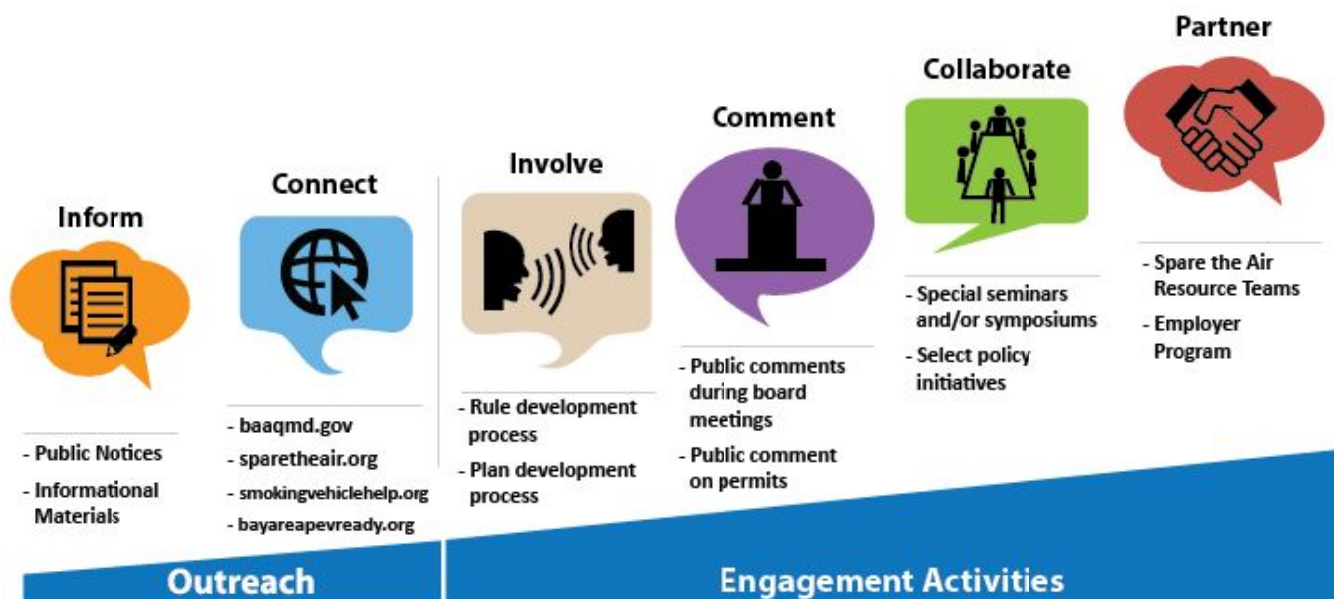 Inform
- Public Notices
- Informational
Materials
Connect
- baaqmd.gov
- sparetheair.org
- smokingvehiclehelp.org
- bayareapevready.org
Involve
- Rule development
process
- Plan development
process
Comment
- Public comments
during board
meetings
- Public comment
on permits
Collaborate
- Special seminars
and/or symposiums
- Select policy
initiatives
Partner
- Spare the Air
Resource Teams
- Employer
Program
Outreach
Engagement Activities